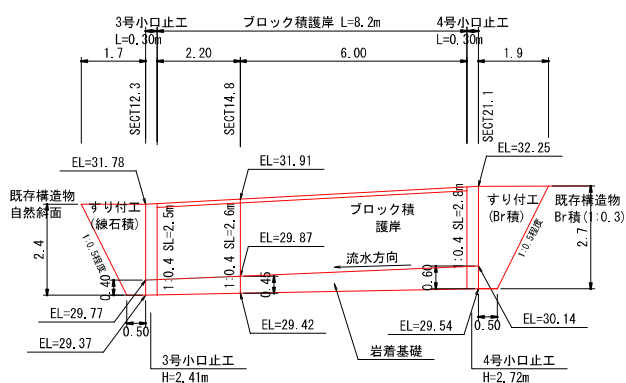 3号小口止工
L=0.30m
ブロック積護岸 L=8.2m
4号小口止工
L=0.30m
1.7
2.20
6.00
1.9
SECT12.3
SECT14.8
SECT21.1
EL=31.78
EL=31.91
EL=32.25
既存構造物
自然斜面
すり付工
(練石積)
1:0.4 SL=2.5m
1:0.4 SL=2.6m
ブロック積
護岸
1:0.4 SL=2.8m
すり付工
(Br積)
既存構造物
Br積(1:0.3)
1:0.5程度
1:0.5程度
2.4
2.7
EL=29.87
流水方向
0.40
0.45
0.60
EL=29.77
EL=29.42
EL=29.54
EL=30.14
0.50
0.50
EL=29.37
岩着基礎
3号小口止工
H=2.41m
4号小口止工
H=2.72m